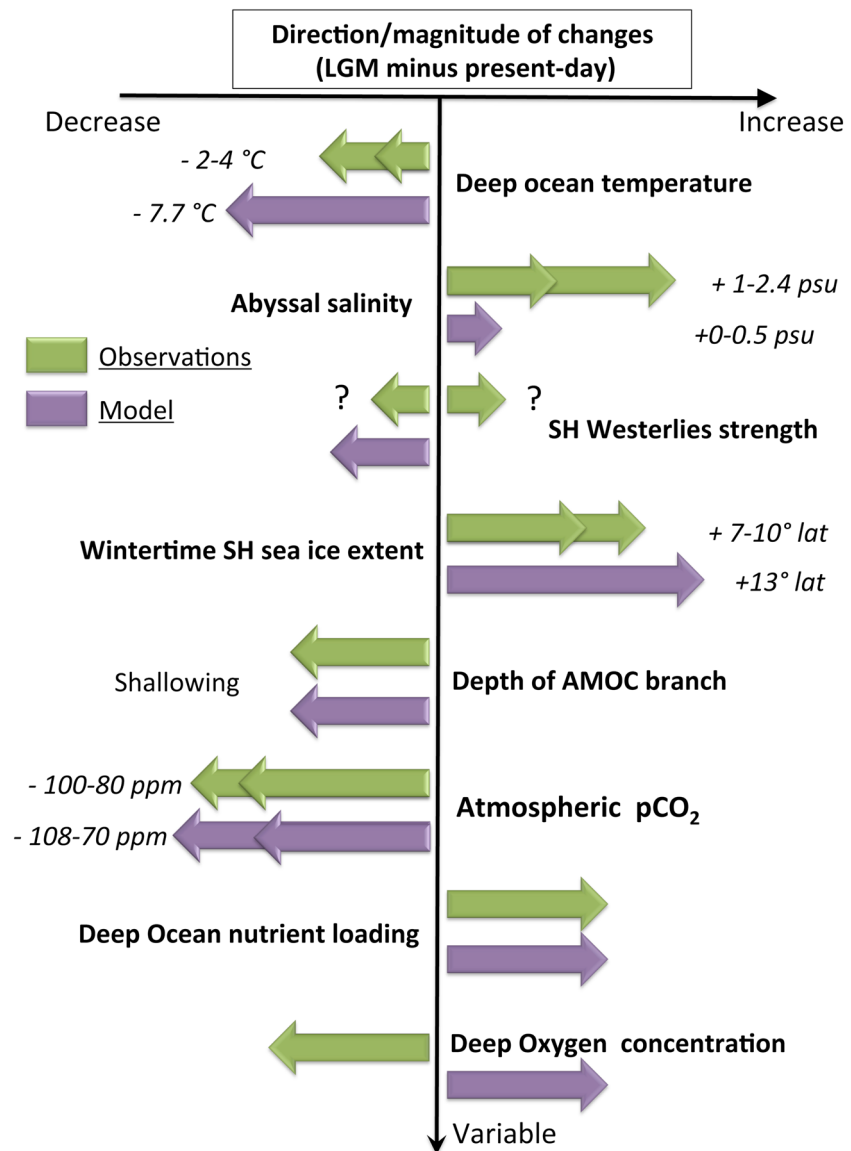 Direction/magnitude of changes
(LGM minus present-day)
Decrease
Increase
- 2-4 °C
Deep ocean temperature
- 7.7 °C
+ 1-2.4 psu
Abyssal salinity
+0-0.5 psu
Observations
Model
?
?
SH Westerlies strength
Wintertime SH sea ice extent
+ 7-10° lat
+13° lat
Shallowing
Depth of AMOC branch
- 100-80 ppm
Atmospheric pCO₂
- 108-70 ppm
Deep Ocean nutrient loading
Deep Oxygen concentration
Variable